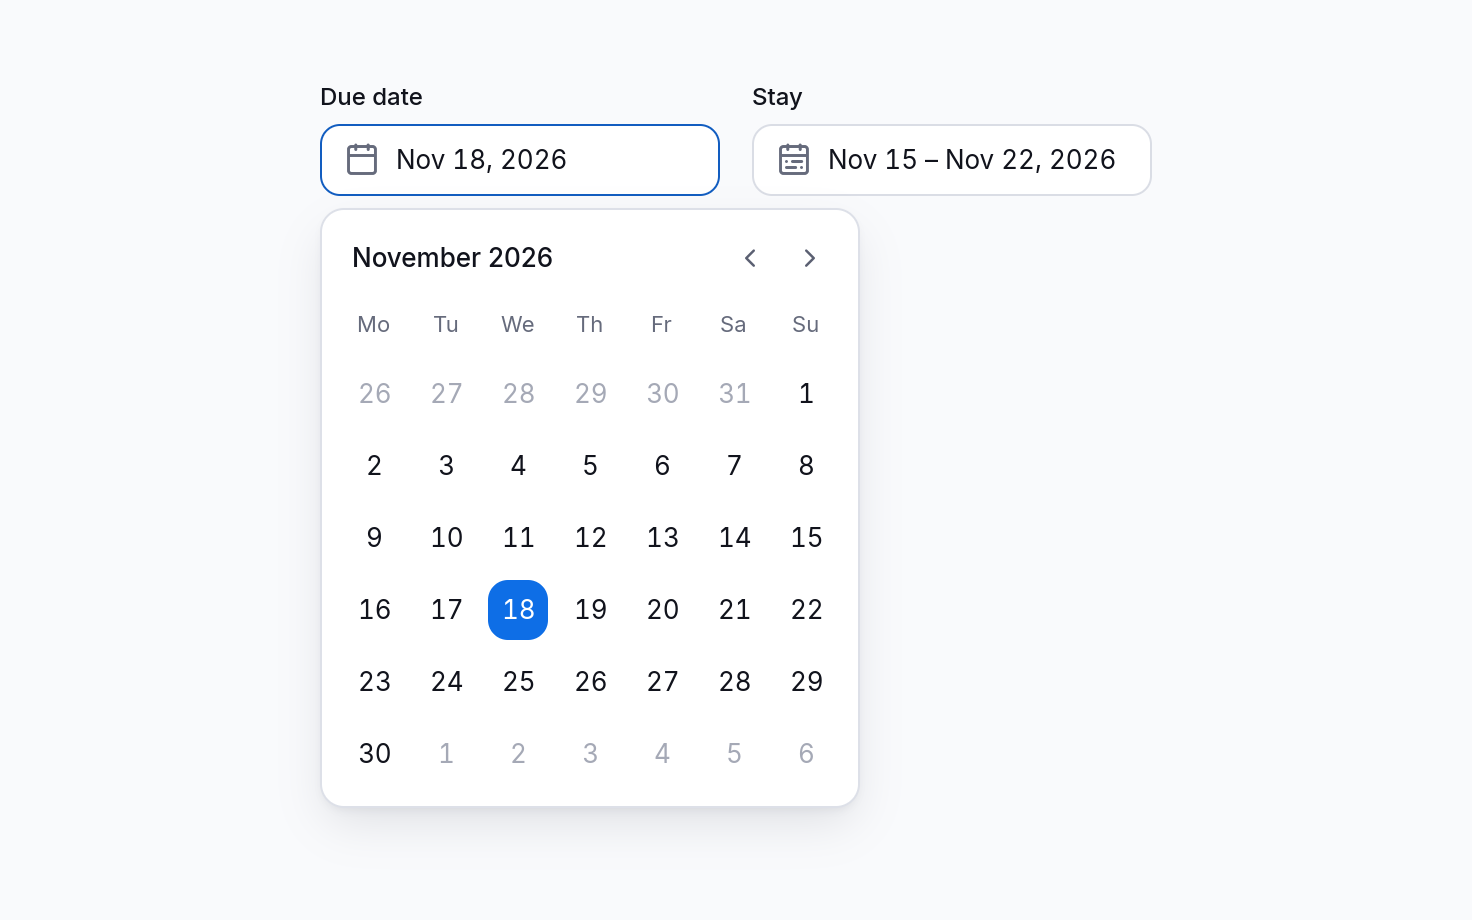 Due date
Stay
Nov 18, 2026
Nov 15 – Nov 22, 2026
November 2026
Mo Tu We Th Fr Sa Su
26 27 28 29 30 31 1
2 3 4 5 6 7 8
9 10 11 12 13 14 15
16 17 18 19 20 21 22
23 24 25 26 27 28 29
30 1 2 3 4 5 6